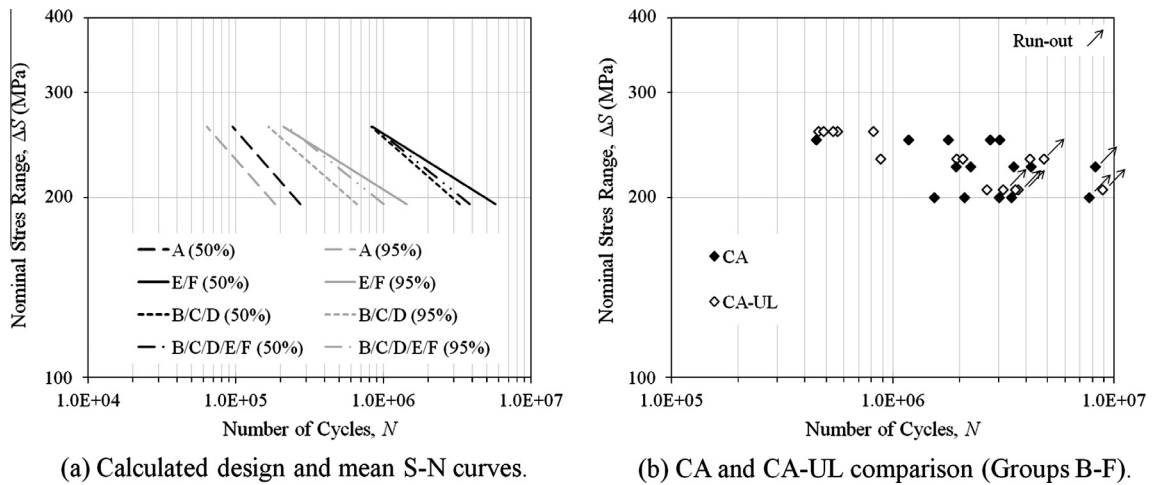 400
300
200
100
Nominal Stres Range, ΔS (MPa)
A (50%)
A (95%)
E/F (50%)
E/F (95%)
B/C/D (50%)
B/C/D (95%)
B/C/D/E/F (50%)
B/C/D/E/F (95%)
1.0E+04
1.0E+05
1.0E+06
1.0E+07
Number of Cycles, N
(a) Calculated design and mean S-N curves.
400
300
200
100
Nominal Stres Range, ΔS (MPa)
Run-out
CA
CA-UL
1.0E+05
1.0E+06
1.0E+07
Number of Cycles, N
(b) CA and CA-UL comparison (Groups B-F).